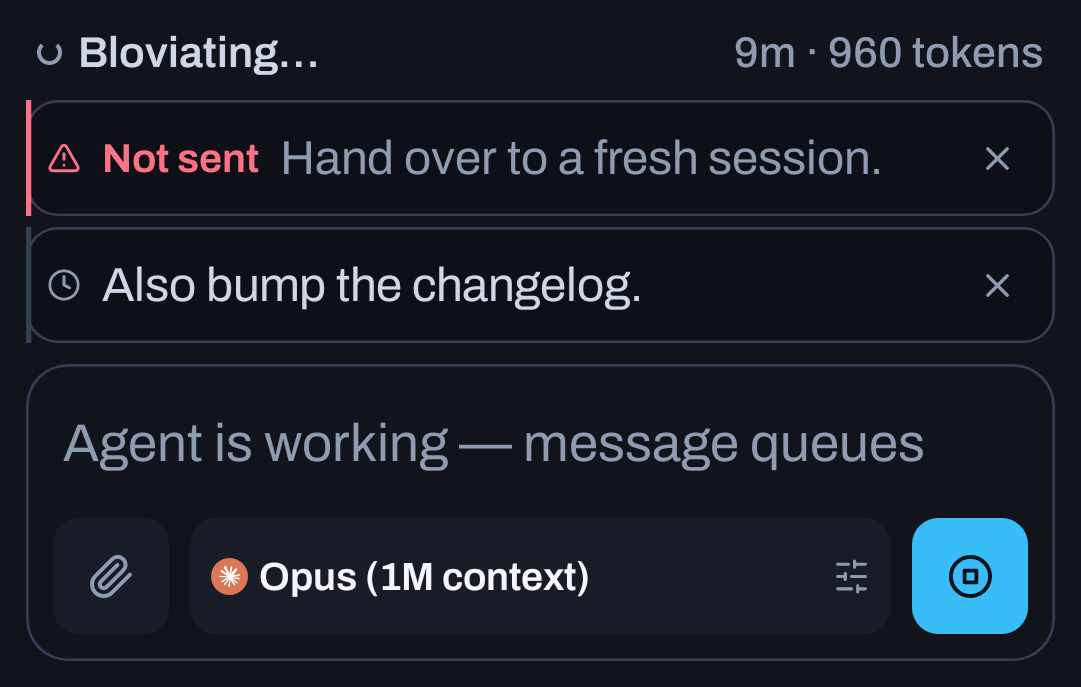 Bloviating...
9m · 960 tokens
Not sent Hand over to a fresh session.
Also bump the changelog.
Agent is working — message queues
Opus (1M context)